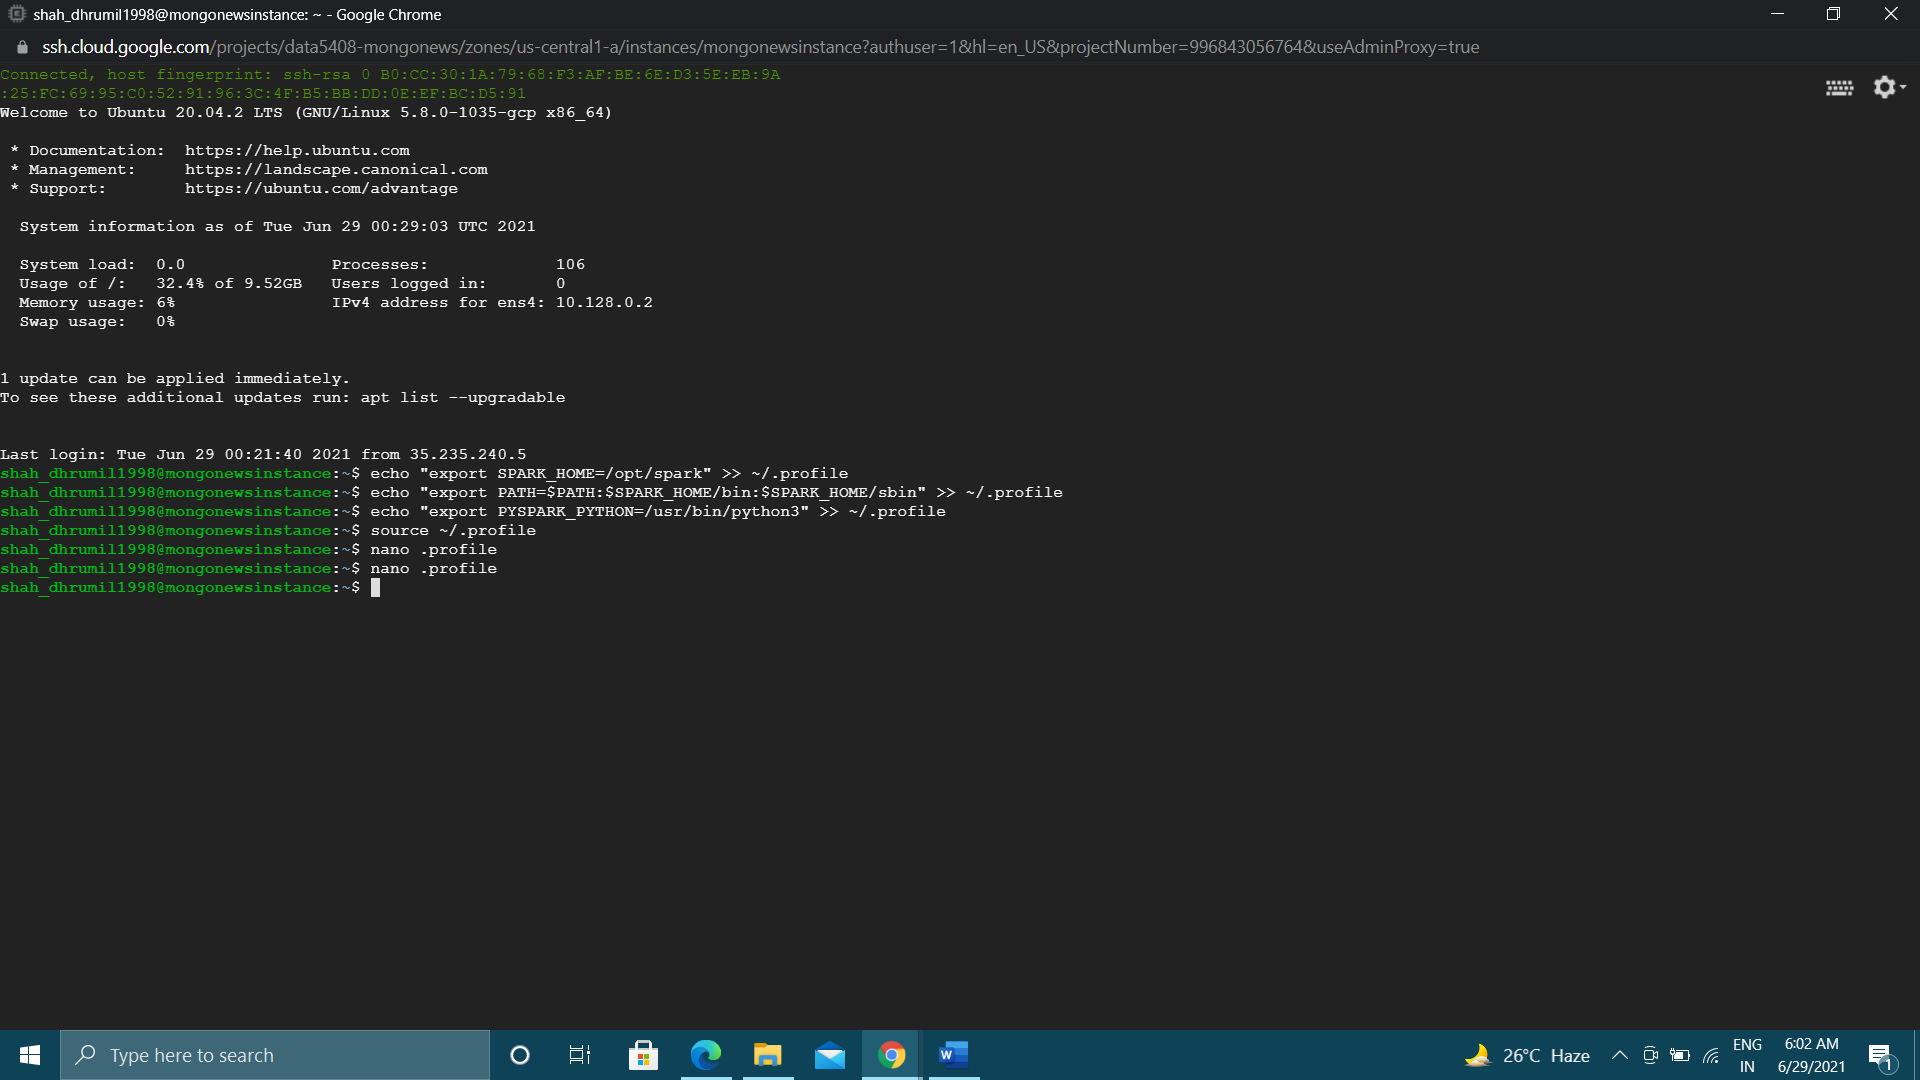 shah_dhrumil1998@mongonewsinstance: ~ - Google Chrome
ssh.cloud.google.com/projects/data5408-mongonews/zones/us-central1-a/instances/mongonewsinstance?authuser=1&hl=en_US&projectNumber=996843056764&useAdminProxy=true
Connected, host fingerprint: ssh-rsa 0 B0:CC:30:1A:79:68:F3:AF:BE:6E:D3:5E:EB:9A
:25:FC:69:95:C0:52:91:96:3C:4F:B5:BB:DD:0E:EF:BC:D5:91
Welcome to Ubuntu 20.04.2 LTS (GNU/Linux 5.8.0-1035-gcp x86_64)
* Documentation: https://help.ubuntu.com
* Management: https://landscape.canonical.com
* Support: https://ubuntu.com/advantage
System information as of Tue Jun 29 00:29:03 UTC 2021
System load: 0.0 Processes: 106
Usage of /: 32.4% of 9.52GB Users logged in: 0
Memory usage: 6% IPv4 address for ens4: 10.128.0.2
Swap usage: 0%
1 update can be applied immediately.
To see these additional updates run: apt list --upgradable
Last login: Tue Jun 29 00:21:40 2021 from 35.235.240.5
shah_dhrumil1998@mongonewsinstance:~$ echo "export SPARK_HOME=/opt/spark" >> ~/.profile
shah_dhrumil1998@mongonewsinstance:~$ echo "export PATH=$PATH:$SPARK_HOME/bin:$SPARK_HOME/sbin" >> ~/.profile
shah_dhrumil1998@mongonewsinstance:~$ echo "export PYSPARK_PYTHON=/usr/bin/python3" >> ~/.profile
shah_dhrumil1998@mongonewsinstance:~$ source ~/.profile
shah_dhrumil1998@mongonewsinstance:~$ nano .profile
shah_dhrumil1998@mongonewsinstance:~$ nano .profile
shah_dhrumil1998@mongonewsinstance:~$
Type here to search
26°C Haze
ENG
IN
6:02 AM
6/29/2021
1